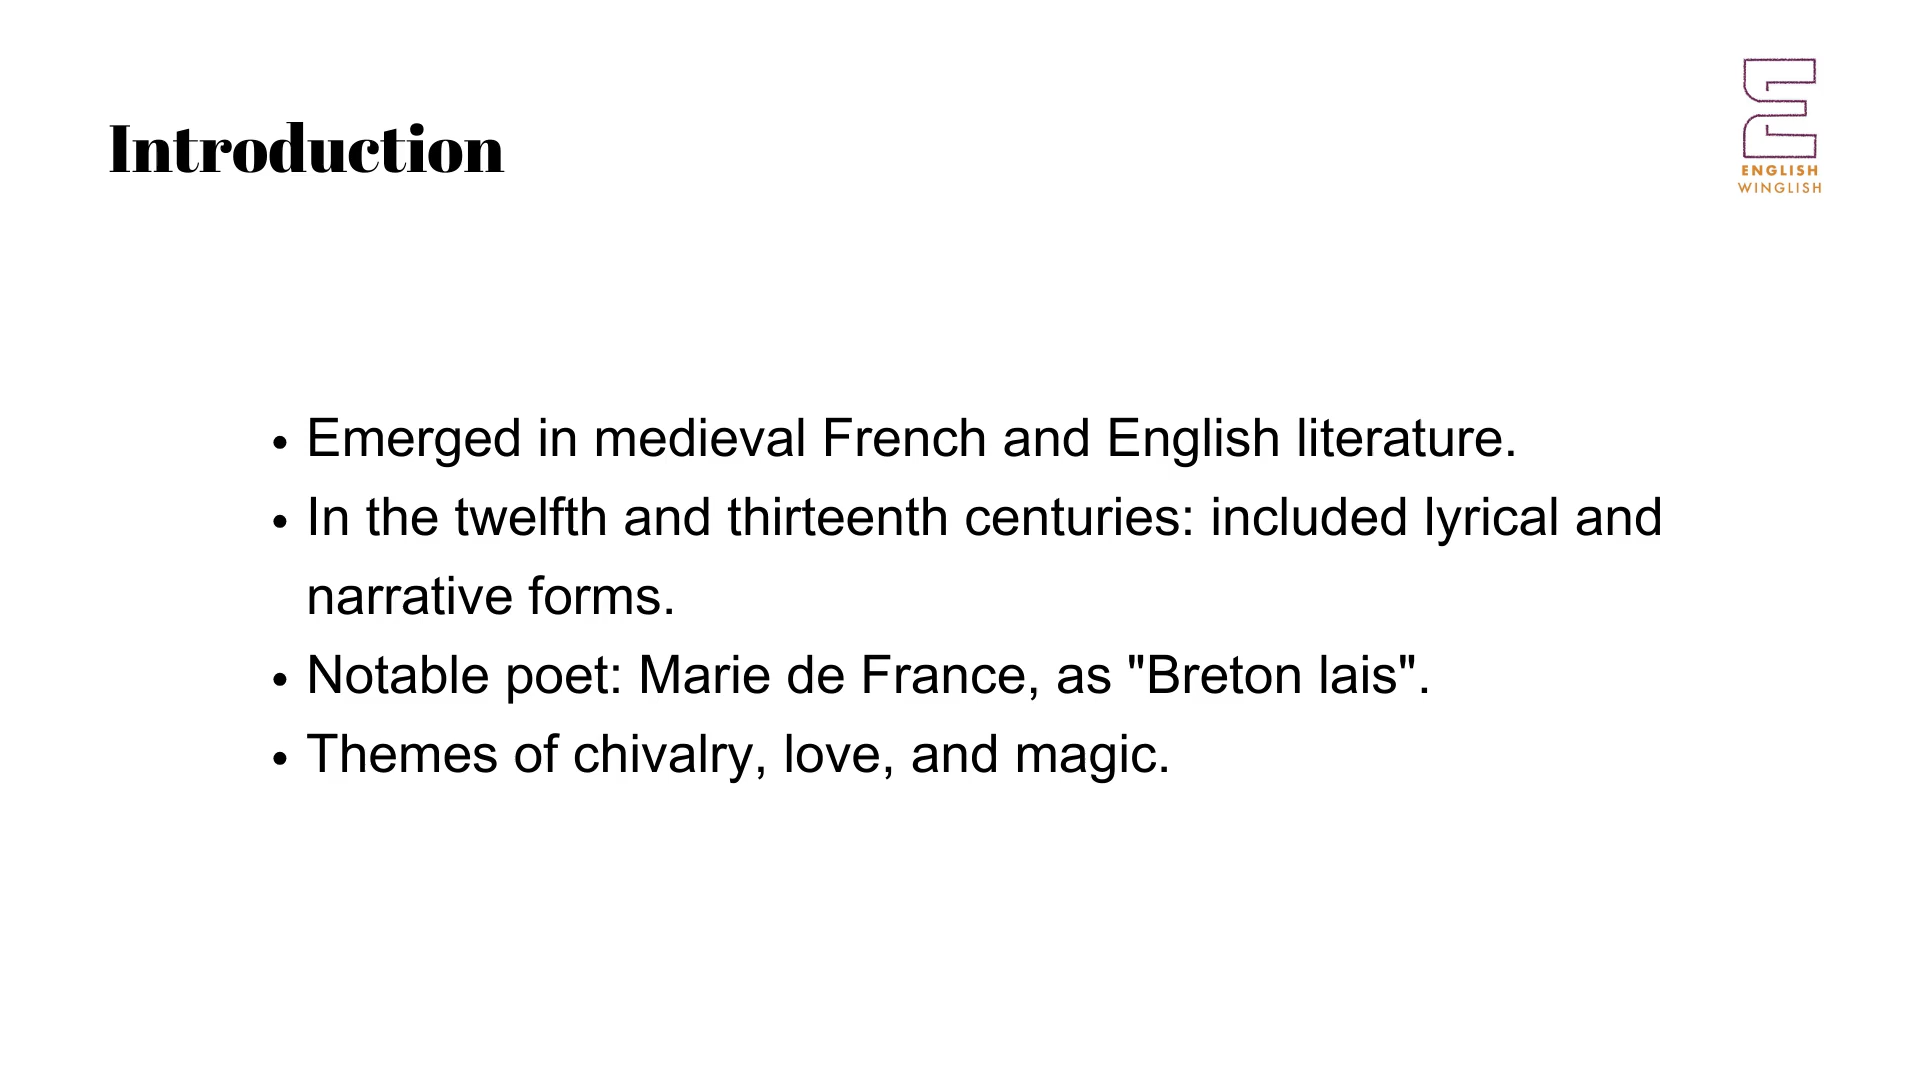 Introduction
ENGLISH
WINGLISH
• Emerged in medieval French and English literature.
• In the twelfth and thirteenth centuries: included lyrical and
narrative forms.
• Notable poet: Marie de France, as "Breton lais".
• Themes of chivalry, love, and magic.